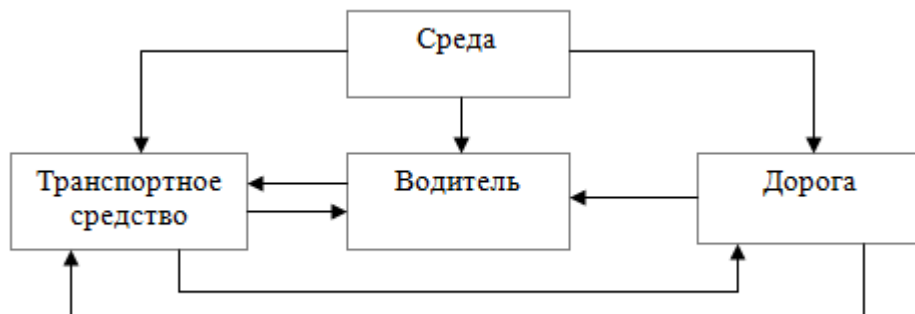 Среда
Транспортное
средство
Водитель
Дорога